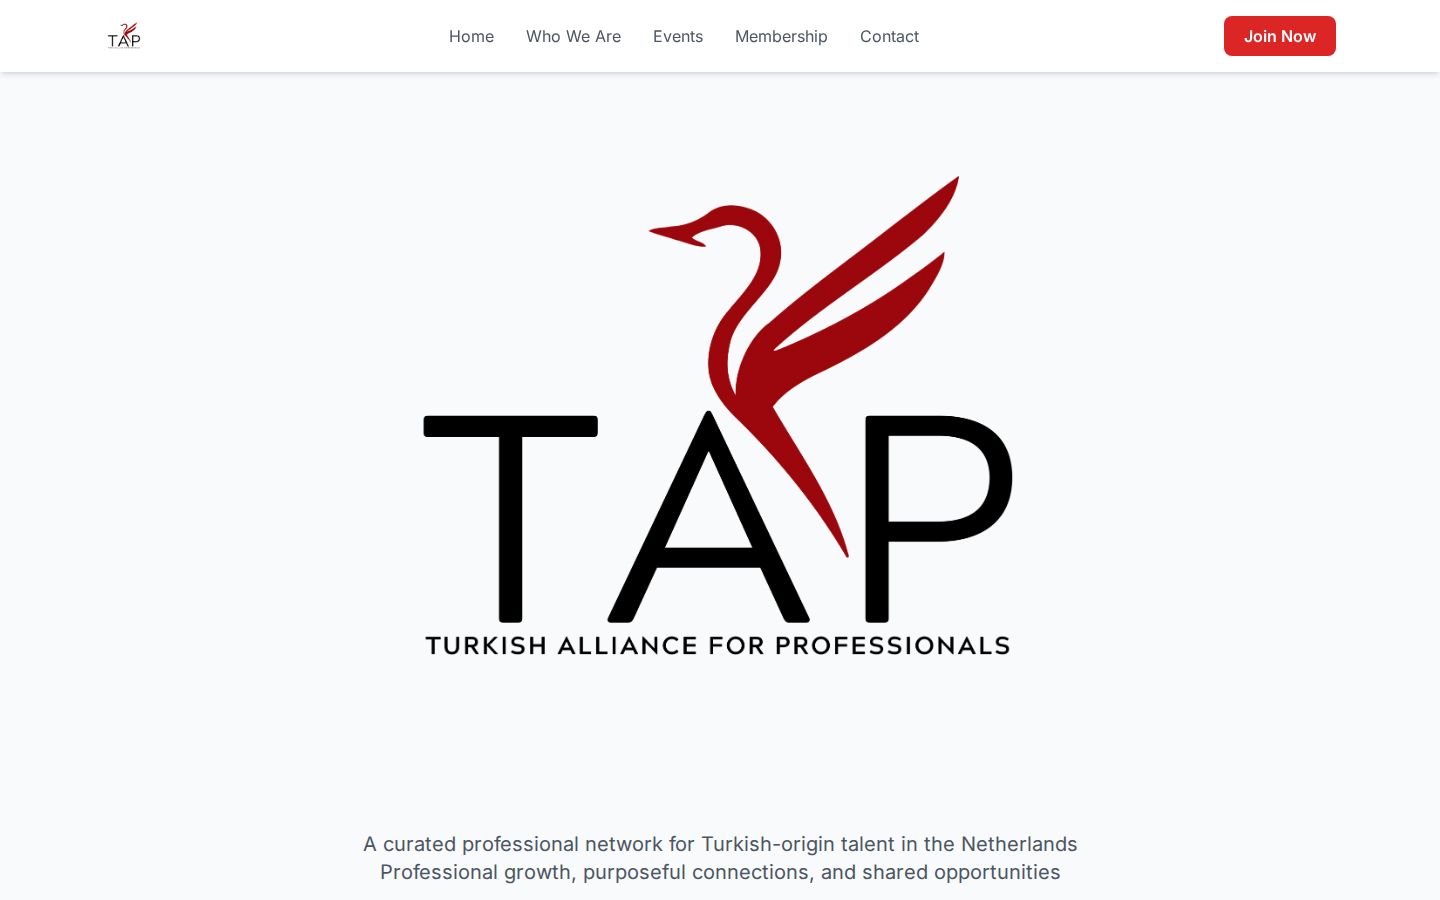 TAP
Home
Who We Are
Events
Membership
Contact
Join Now
TAP
TURKISH ALLIANCE FOR PROFESSIONALS
A curated professional network for Turkish-origin talent in the Netherlands
Professional growth, purposeful connections, and shared opportunities